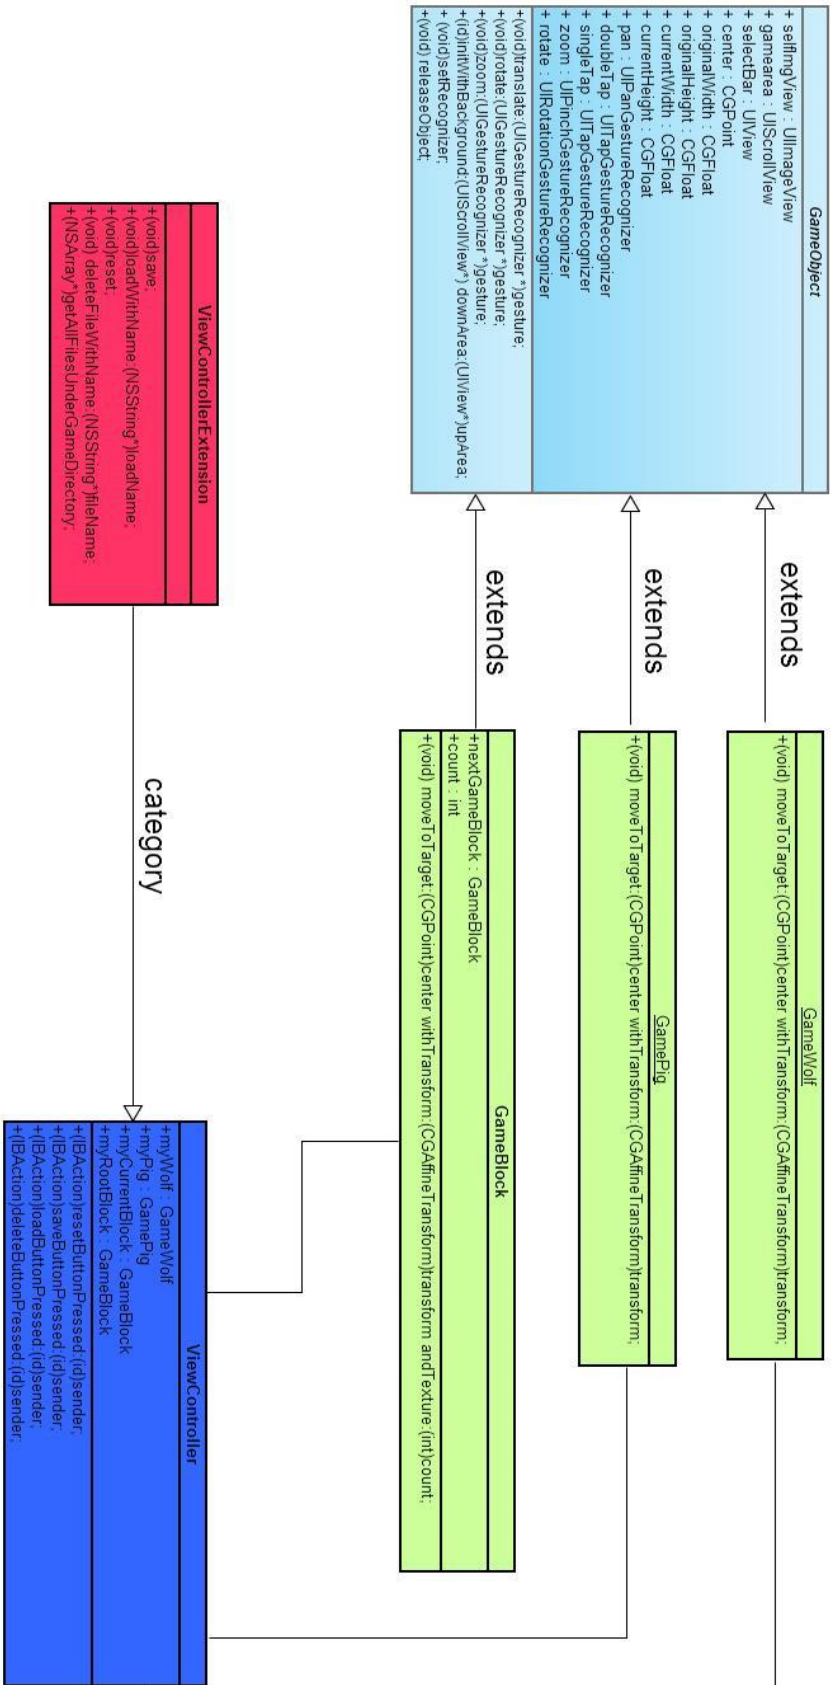 GameObject
+ selfImgView : UIImageView
+ gamearea : UIScrollView
+ selectBar : UIView
+ center : CGPoint
+ originalWidth : CGFloat
+ originalHeight : CGFloat
+ currentWidth : CGFloat
+ currentHeight : CGFloat
+ pan : UIPanGestureRecognizer
+ doubleTap : UITapGestureRecognizer
+ singleTap : UITapGestureRecognizer
+ zoom : UIPinchGestureRecognizer
+ rotate : UIRotationGestureRecognizer
+(void)translate:(UIGestureRecognizer *)gesture;
+(void)rotate:(UIGestureRecognizer *)gesture;
+(void)zoom:(UIGestureRecognizer *)gesture;
+(id)initWithBackground:(UIScrollView*) downArea:(UIView*)upArea;
+(void)setRecognizer;
+(void) releaseObject;
extends
extends
extends
GameWolf
+(void) moveToTarget:(CGPoint)center withTransform:(CGAffineTransform)transform;
GamePig
+(void) moveToTarget:(CGPoint)center withTransform:(CGAffineTransform)transform;
GameBlock
+nextGameBlock : GameBlock
+count : int
+(void) moveToTarget:(CGPoint)center withTransform:(CGAffineTransform)transform andTexture:(int)count;
ViewControllerExtension
+(void)save;
+(void)loadWithName:(NSString*)loadName;
+(void)reset;
+(void) deleteFileWithName:(NSString*)fileName;
+(NSArray*)getAllFilesUnderGameDirectory;
category
ViewController
+myWolf : GameWolf
+myPig : GamePig
+myCurrentBlock : GameBlock
+myRootBlock : GameBlock
+(IBAction)resetButtonPressed:(id)sender;
+(IBAction)saveButtonPressed:(id)sender;
+(IBAction)loadButtonPressed:(id)sender;
+(IBAction)deleteButtonPressed:(id)sender;